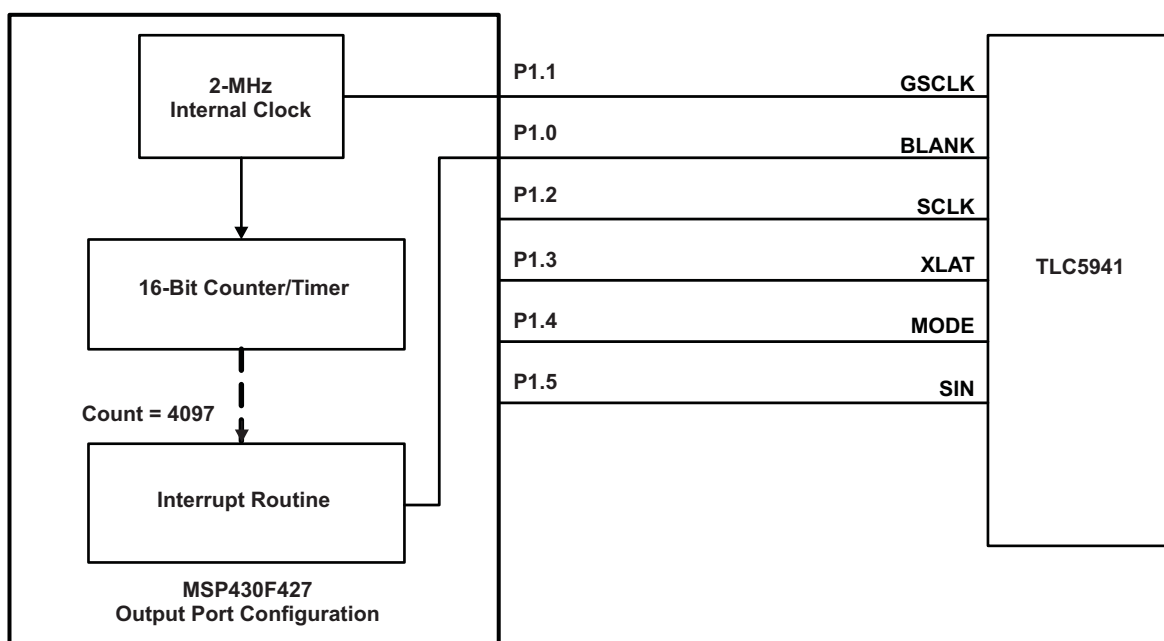 2-MHz
Internal Clock
16-Bit Counter/Timer
Count = 4097
Interrupt Routine
MSP430F427
Output Port Configuration
P1.1
GSCLK
P1.0
BLANK
P1.2
SCLK
P1.3
XLAT
P1.4
MODE
P1.5
SIN
TLC5941